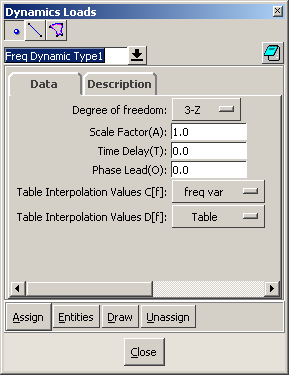 Dynamics Loads
Freq Dynamic Type1
Data Description
Degree of freedom: 3-Z
Scale Factor(A): 1.0
Time Delay(T): 0.0
Phase Lead(O): 0.0
Table Interpolation Values C[f]: freq var
Table Interpolation Values D[f]: Table
Assign Entities Draw Unassign
Close